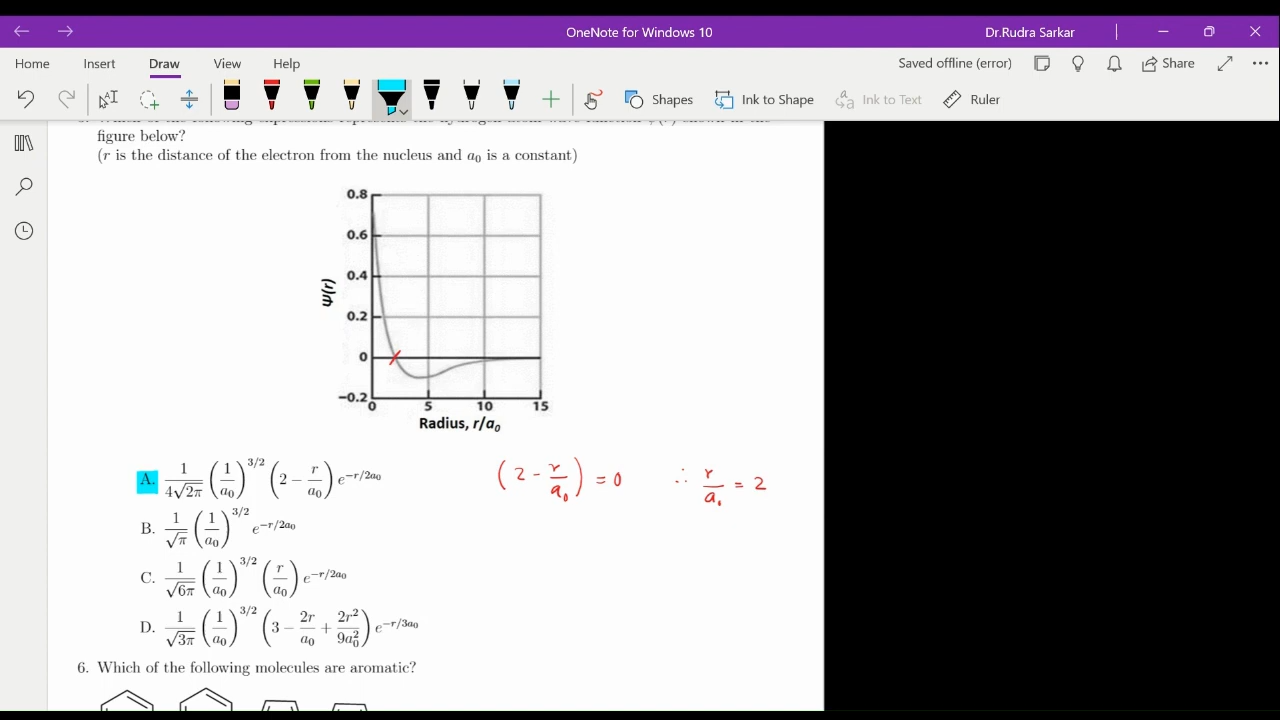 OneNote for Windows 10
Dr.Rudra Sarkar
Home Insert Draw View Help
Saved offline (error)
Share
Shapes
Ink to Shape
Ink to Text
Ruler
figure below?
(r is the distance of the electron from the nucleus and a₀ is a constant)
0.8
0.6
0.4
0.2
0
−0.2
Ψ(r)
0 5 10 15
Radius, r/a₀
A. 1/(4√2π) (1/a₀)^3/2 (2 − r/a₀) e^−r/2a₀
(2 - r/a₀) = 0 ∴ r/a₀ = 2
B. 1/√π (1/a₀)^3/2 e^−r/2a₀
C. 1/√6π (1/a₀)^3/2 (r/a₀) e^−r/2a₀
D. 1/√3π (1/a₀)^3/2 (3 − 2r/a₀ + 2r²/9a₀²) e^−r/3a₀
6. Which of the following molecules are aromatic?